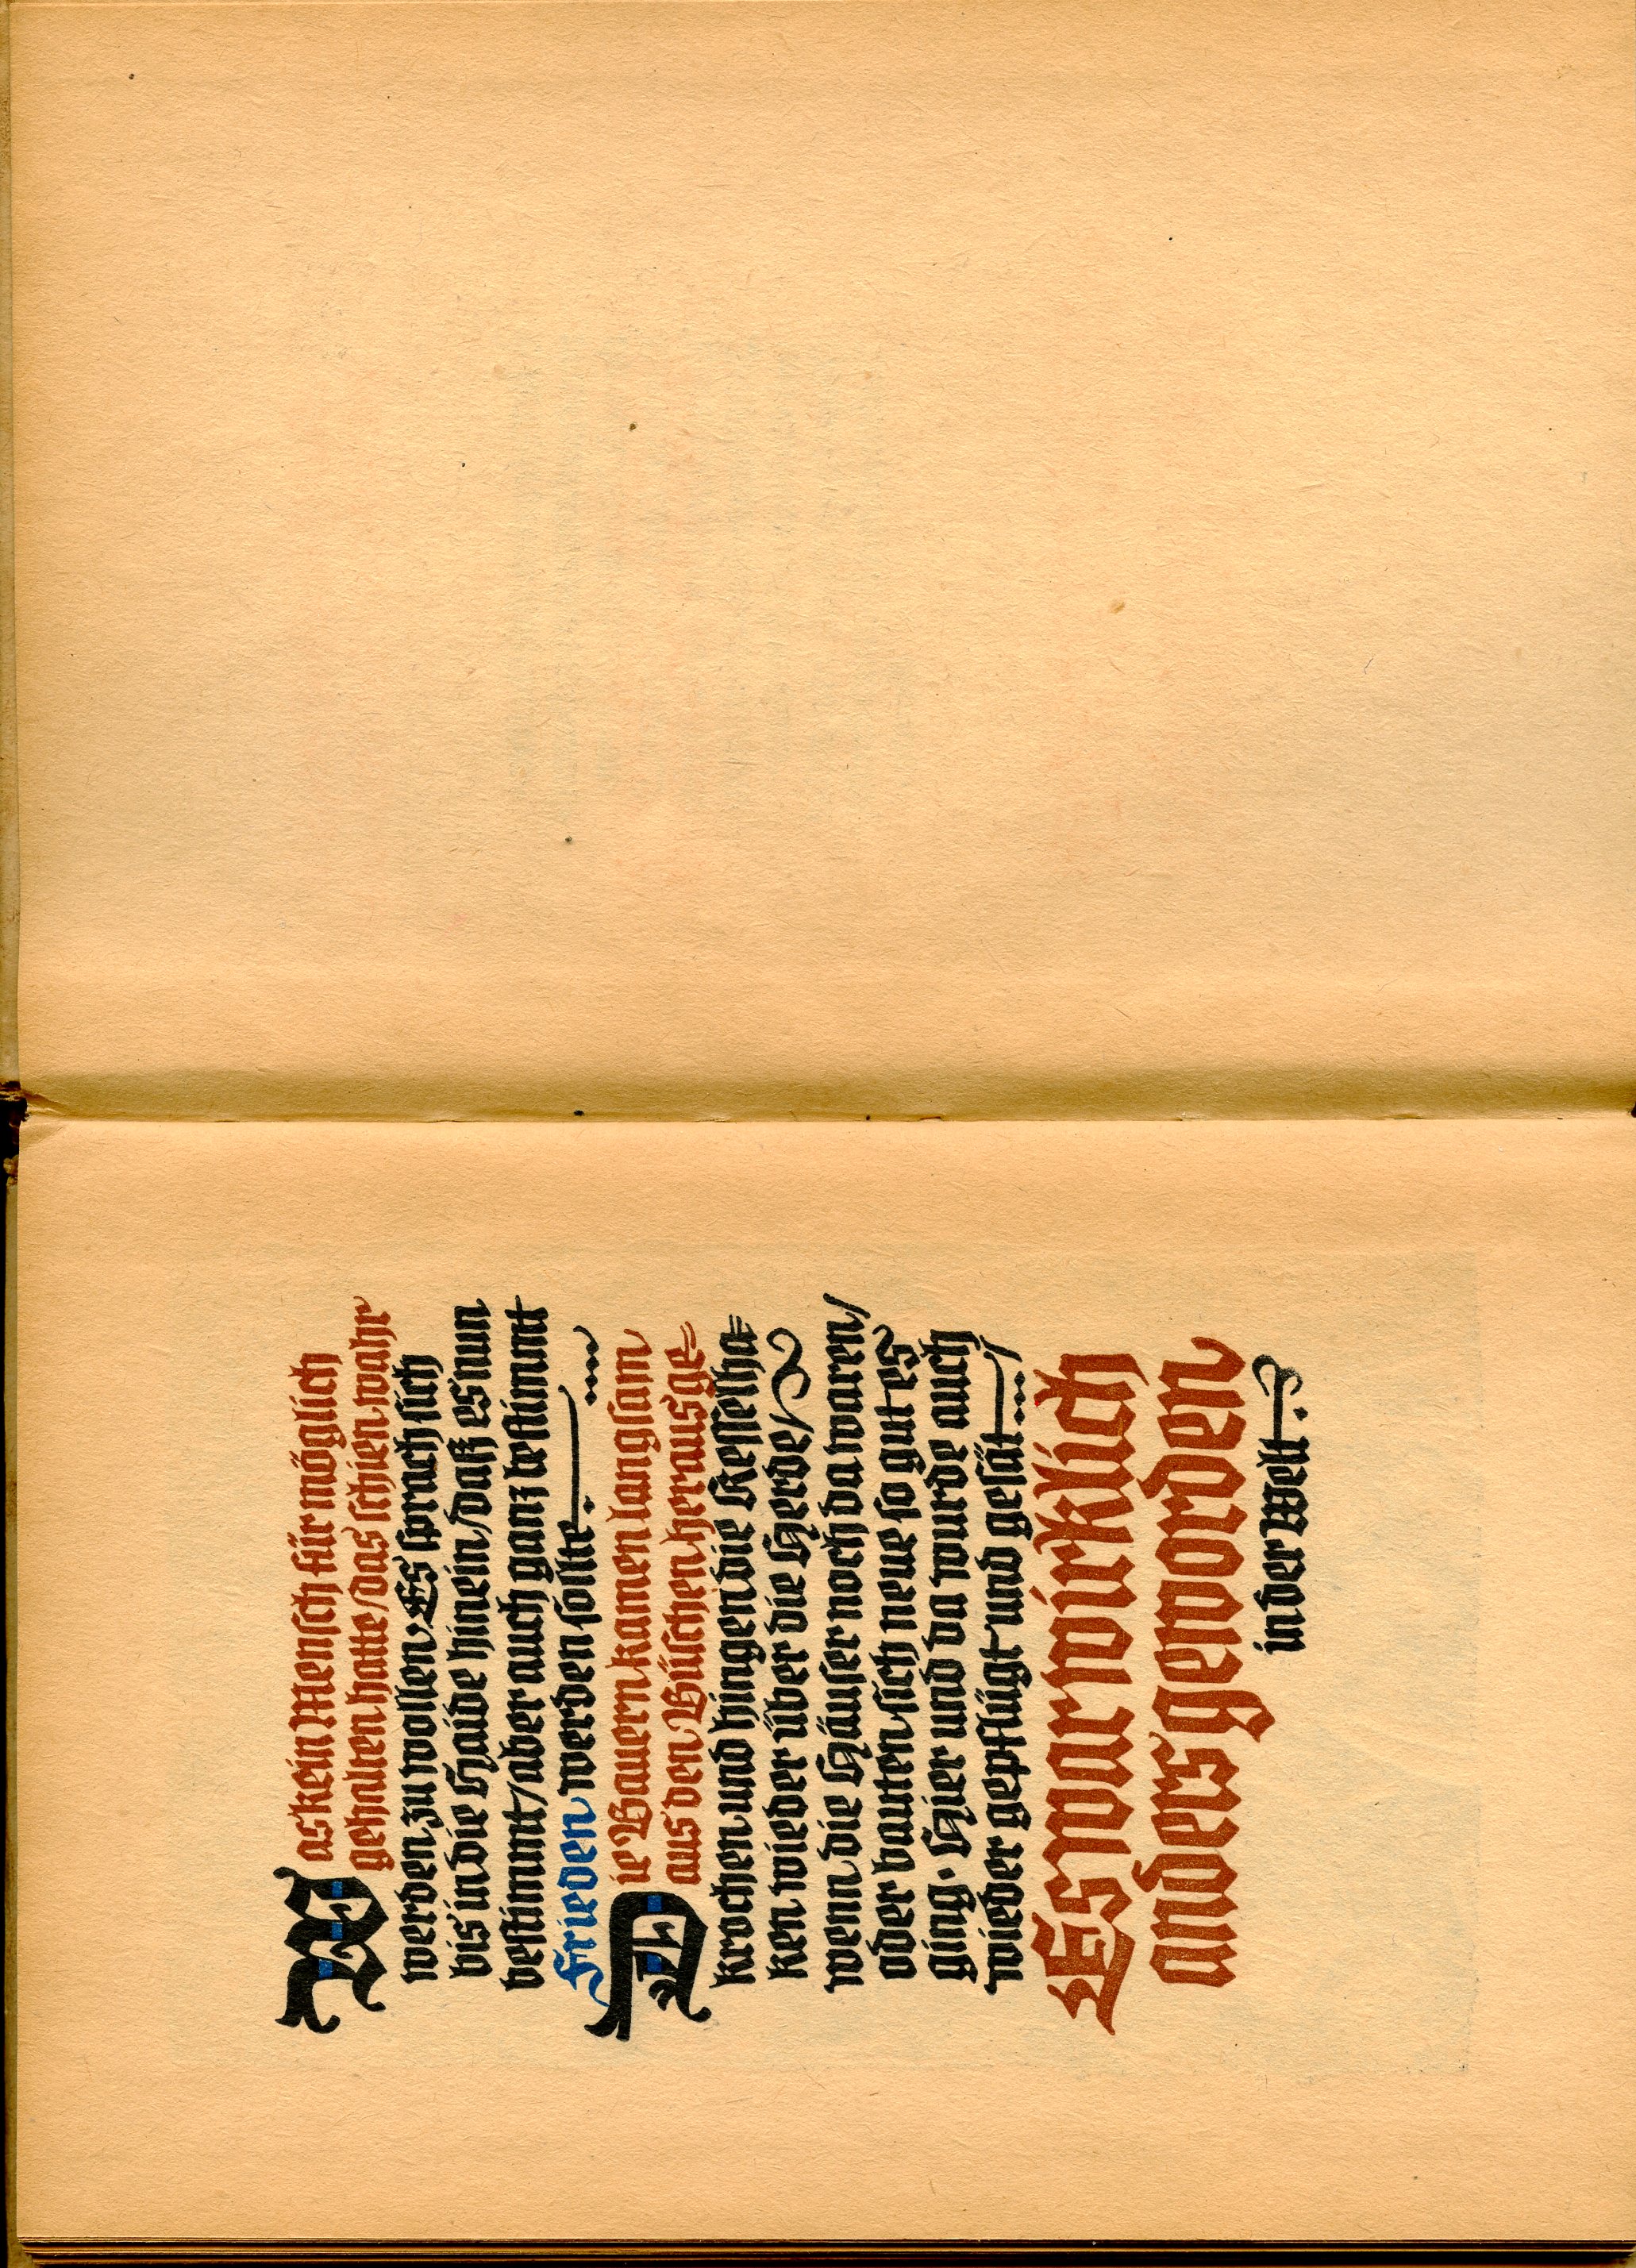 Was kein Mensch für möglich
gehalten hatte/das schien wahr
werden zu wollen. Es sprach sich
bis in die Haide hinein/daß es nun
bestimmt/aber auch ganz bestimmt
Frieden werden sollte.
Die Bauern kamen langsam
aus den Büschen herausge=
krochen und hingen die Kesselha=
ken wieder über die Herde/
wenn die Häuser noch da waren/
oder bauten sich neue so gut es
ging. Hier und da wurde auch
wieder gepflügt und gesät....
Es war wirklich
anders geworden
in der Welt.